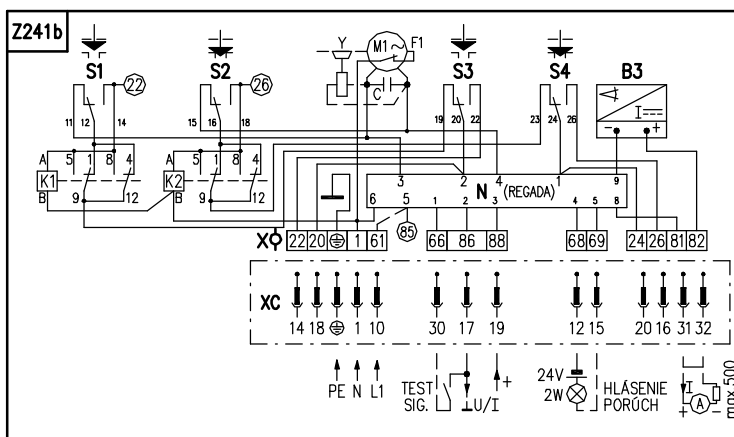 Z241b
Y M1 F1
S1 22 S2 26 C S3 S4 B3
I
- +
11 12 14 15 16 18 19 20 22 23 24 26
A 5 1 8 4 A 5 1 8 4 3 2 4 1 9
K1 K2 N (REGADA)
B 9 12 B 9 12 6 5 1 2 3 4 5 8
85
X 22 20 1 61 66 86 88 68 69 24 26 81 82
XC
14 18 1 10 30 17 19 12 15 20 16 31 32
PE N L1 TEST SIG. U/I + 24V 2W HLÁSENIE PORÚCH I A + - max 500